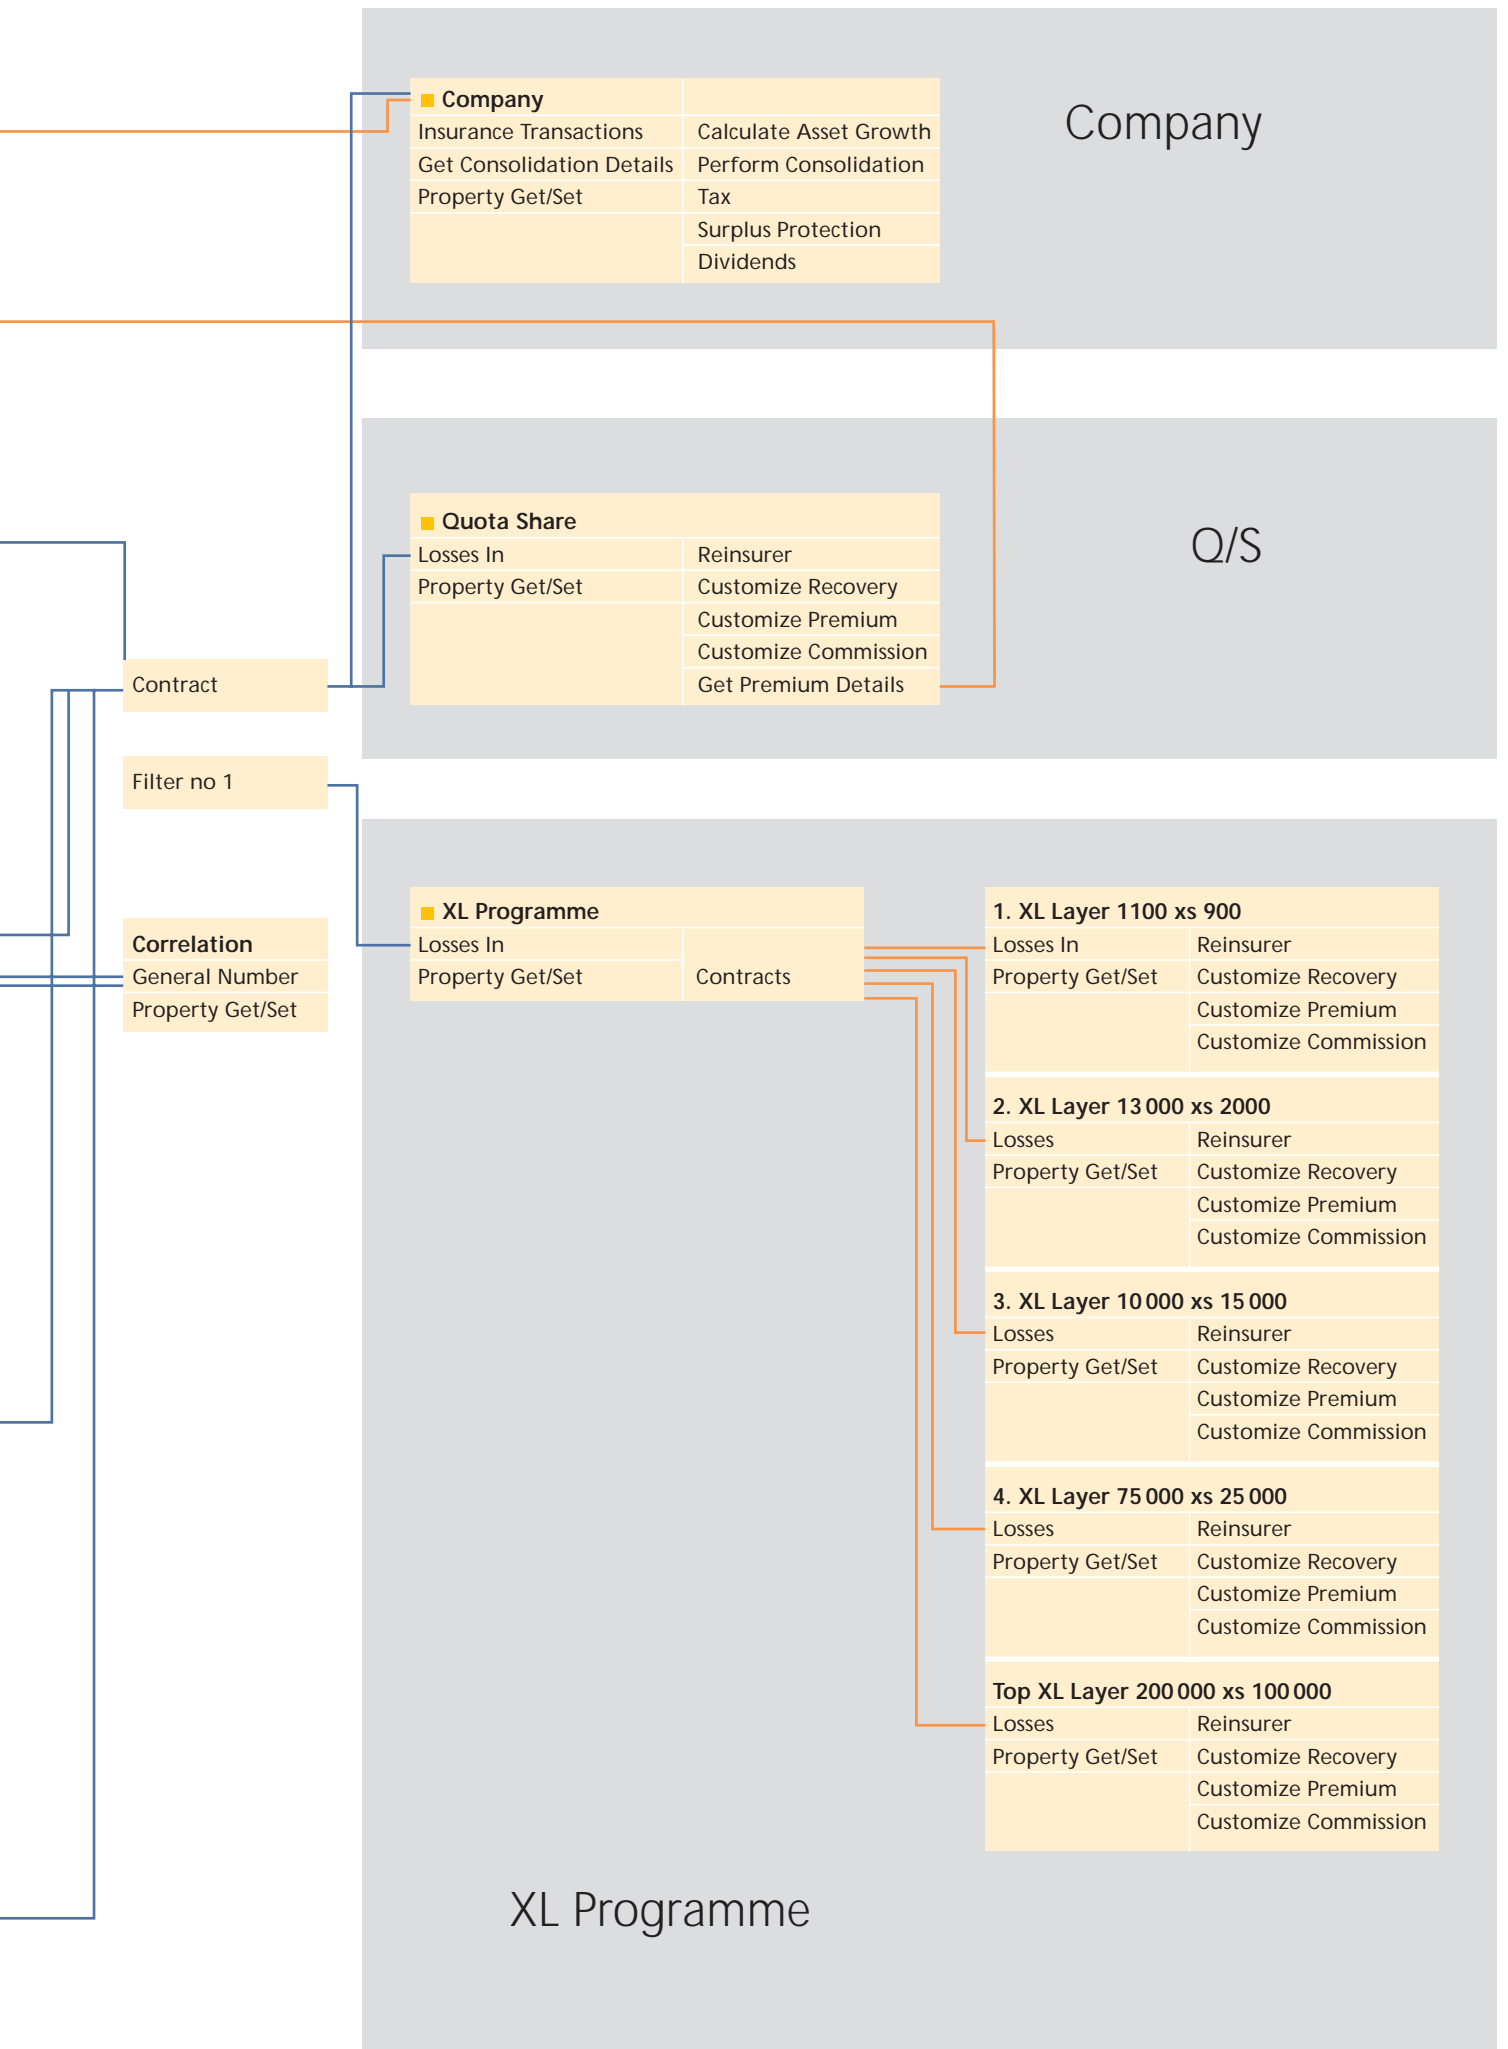 Company
Company
Insurance Transactions Calculate Asset Growth
Get Consolidation Details Perform Consolidation
Property Get/Set Tax
Surplus Protection
Dividends
Quota Share
Q/S
Losses In Reinsurer
Property Get/Set Customize Recovery
Customize Premium
Customize Commission
Get Premium Details
Contract
Filter no 1
Correlation
General Number
Property Get/Set
XL Programme
Losses In
Property Get/Set Contracts
1. XL Layer 1100 xs 900
Losses In Reinsurer
Property Get/Set Customize Recovery
Customize Premium
Customize Commission
2. XL Layer 13 000 xs 2000
Losses Reinsurer
Property Get/Set Customize Recovery
Customize Premium
Customize Commission
3. XL Layer 10 000 xs 15 000
Losses Reinsurer
Property Get/Set Customize Recovery
Customize Premium
Customize Commission
4. XL Layer 75 000 xs 25 000
Losses Reinsurer
Property Get/Set Customize Recovery
Customize Premium
Customize Commission
Top XL Layer 200 000 xs 100 000
Losses Reinsurer
Property Get/Set Customize Recovery
Customize Premium
Customize Commission
XL Programme